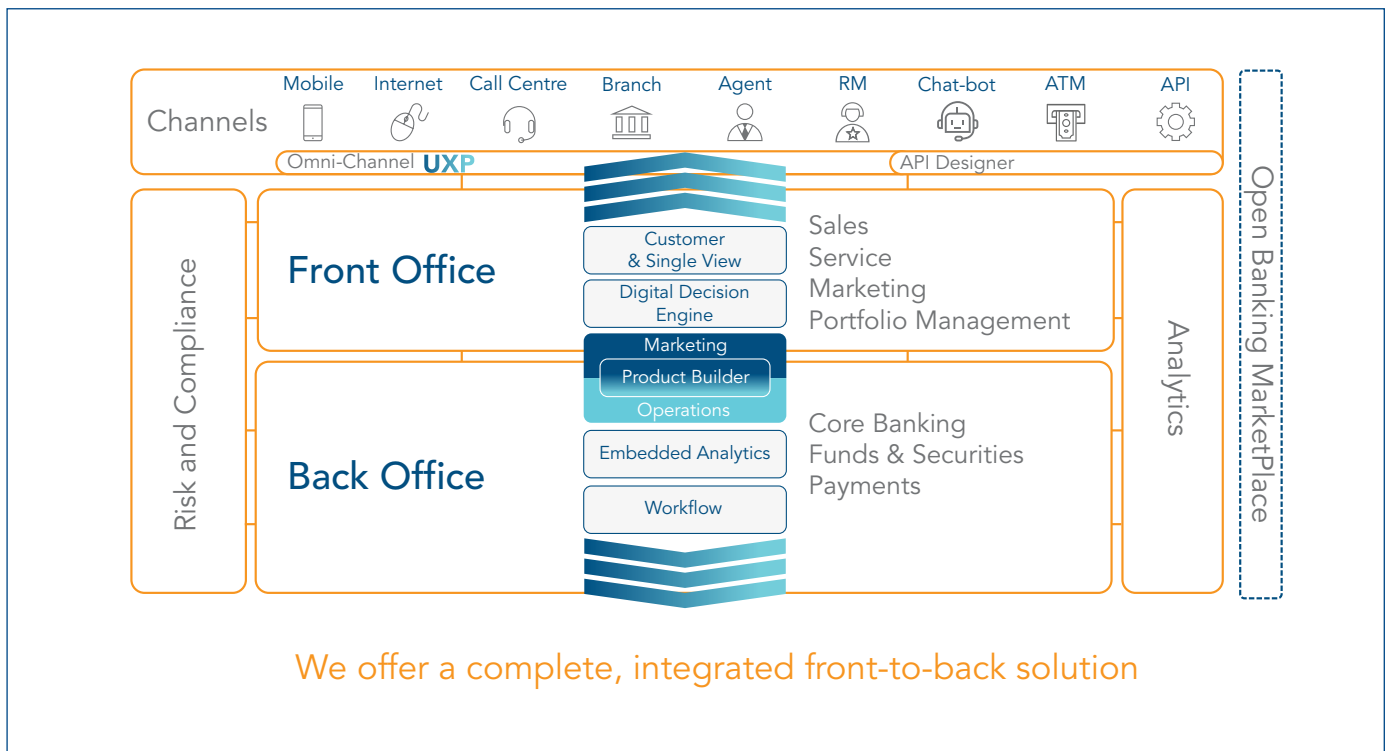 Mobile
Internet
Call Centre
Branch
Agent
RM
Chat-bot
ATM
API
Channels
Omni-Channel UXP
API Designer
Risk and Compliance
Front Office
Customer
& Single View
Digital Decision
Engine
Sales
Service
Marketing
Portfolio Management
Marketing
Product Builder
Operations
Back Office
Embedded Analytics
Workflow
Core Banking
Funds & Securities
Payments
Analytics
Open Banking MarketPlace
We offer a complete, integrated front-to-back solution